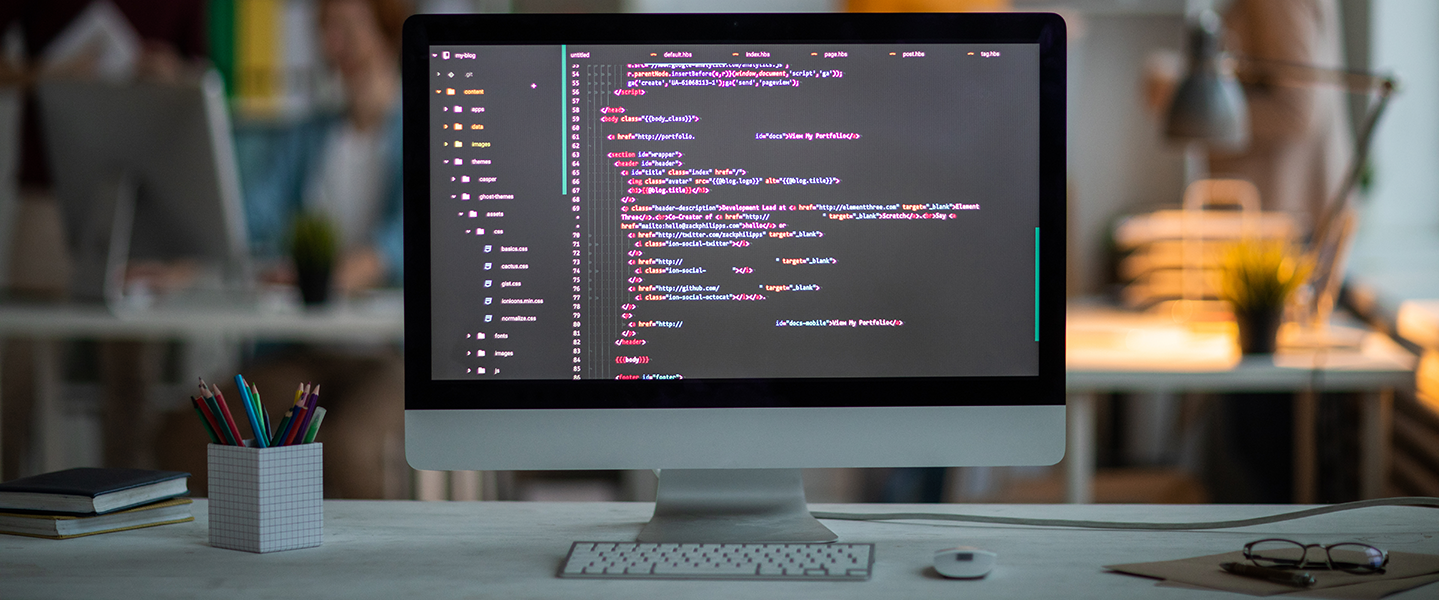 my-blog
.git
content
apps
data
images
themes
casper
ghost-themes
assets
css
basics.css
cactus.css
gist.css
ionicons.min.css
normalize.css
fonts
images
js
untitled default.hbs index.hbs page.hbs post.hbs tag.hbs
54 r.parentNode.insertBefore(e,r)}(window,document,'script','ga'));
55 ga('create','UA-61068113-1');ga('send','pageview');
56 </script>
57
58 </head>
59 <body class="{{body_class}}">
60
61 <a href="http://portfolio. id="docs">View My Portfolio</a>
62
63 <section id="wrapper">
64 <header id="header">
65 <a id="title" class="index" href="/">
66 <img class="avatar" src="{{@blog.logo}}" alt="{{@blog.title}}">
67 <h1>{{@blog.title}}</h1>
68 </a>
69 <p class="header-description">Development Lead at <a href="http://elementthree.com" target="_blank">Element
Three</a>.<br>Co-Creator of <a href="http:// " target="_blank">Scratch</a>.<br>Say <a
href="mailto:hello@zackphilipps.com">hello</a> or
70 <a href="http://twitter.com/zackphilipps" target="_blank">
71 <i class="ion-social-twitter"></i>
72 </a>
73 <a href="http:// " target="_blank">
74 <i class="ion-social- "></i>
75 </a>
76 <a href="http://github.com/ " target="_blank">
77 <i class="ion-social-octocat"></i></a>.
78 </p>
79 <p>
80 <a href="http:// id="docs-mobile">View My Portfolio</a>
81 </p>
82 </header>
83
84 {{{body}}}
85
86 <footer id="footer">